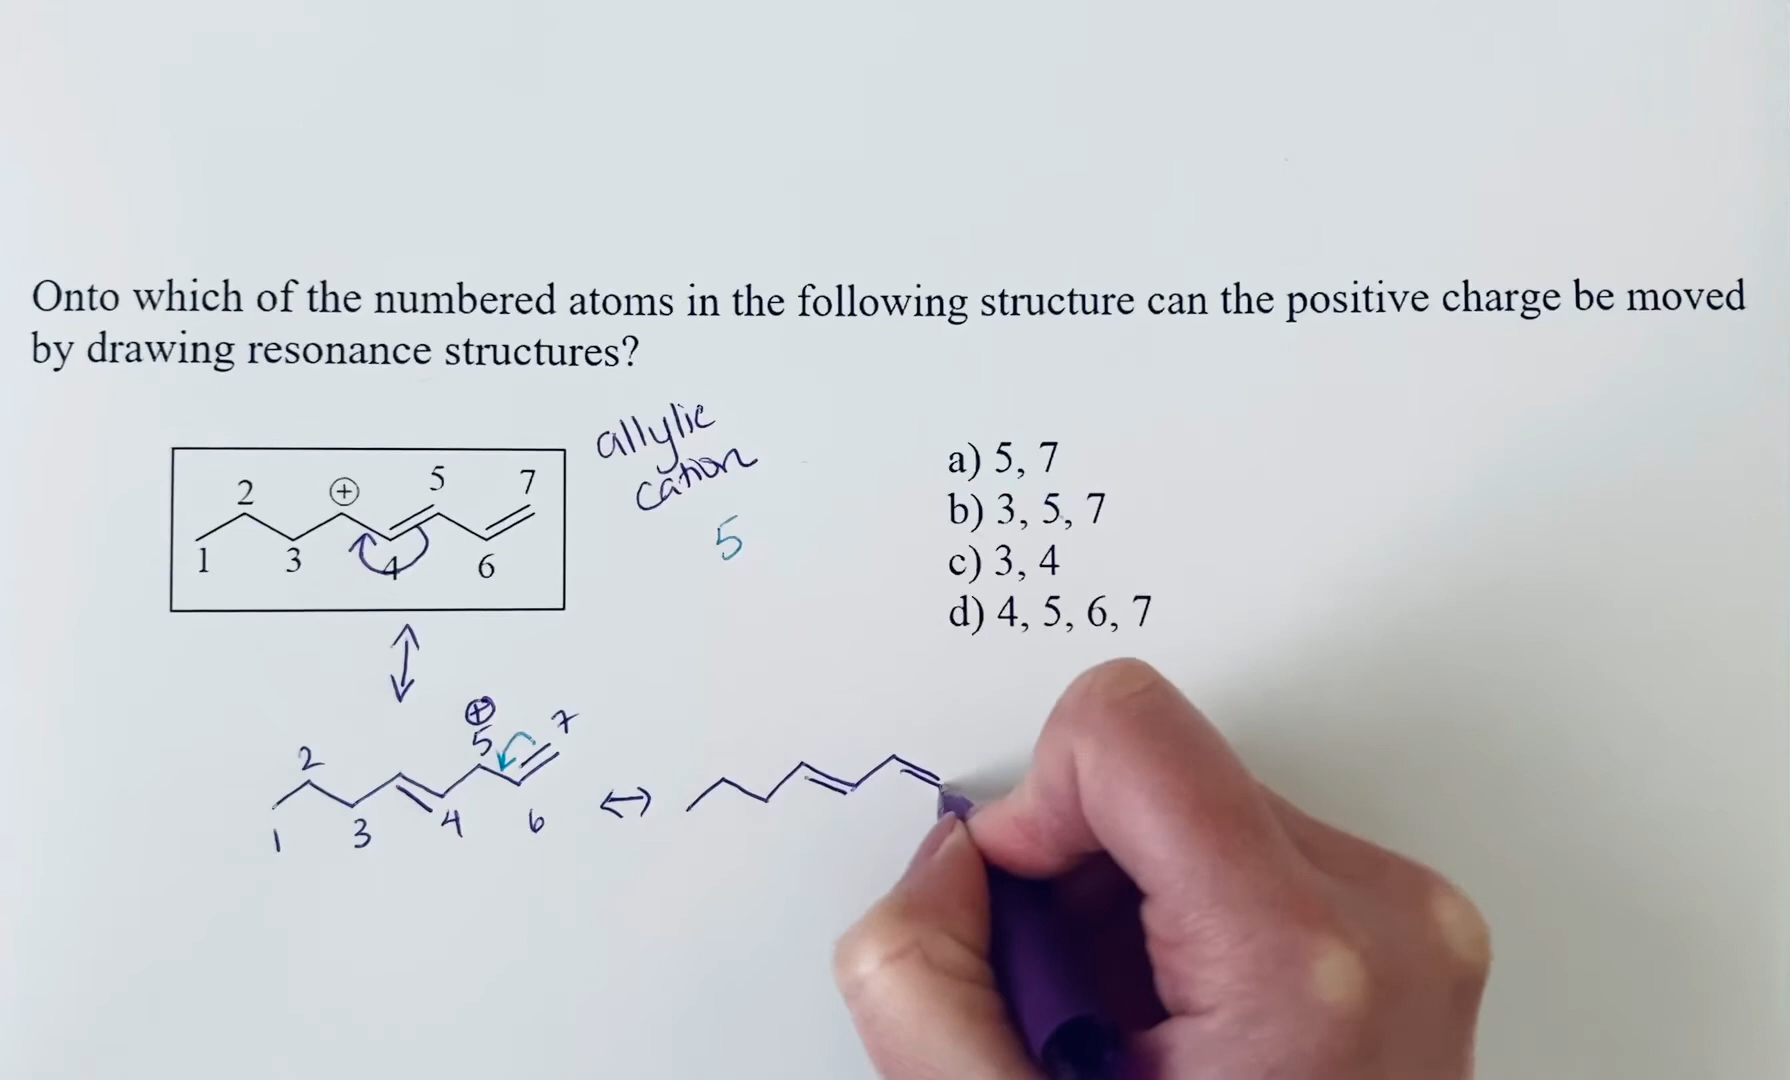 Onto which of the numbered atoms in the following structure can the positive charge be moved
by drawing resonance structures?
allylic
cation
5
2 + 5 7
1 3 4 6
a) 5, 7
b) 3, 5, 7
c) 3, 4
d) 4, 5, 6, 7
+
2 5 7
1 3 4 6